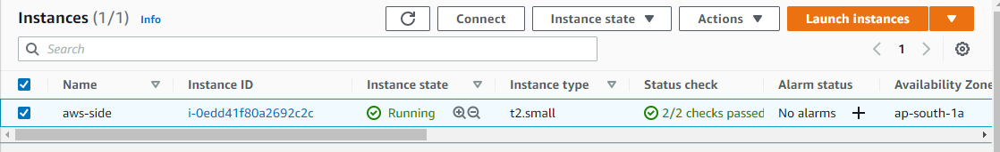 Instances (1/1) Info Connect Instance state Actions Launch instances
Search 1
Name Instance ID Instance state Instance type Status check Alarm status Availability Zone
aws-side i-0edd41f80a2692c2c Running t2.small 2/2 checks passed No alarms + ap-south-1a